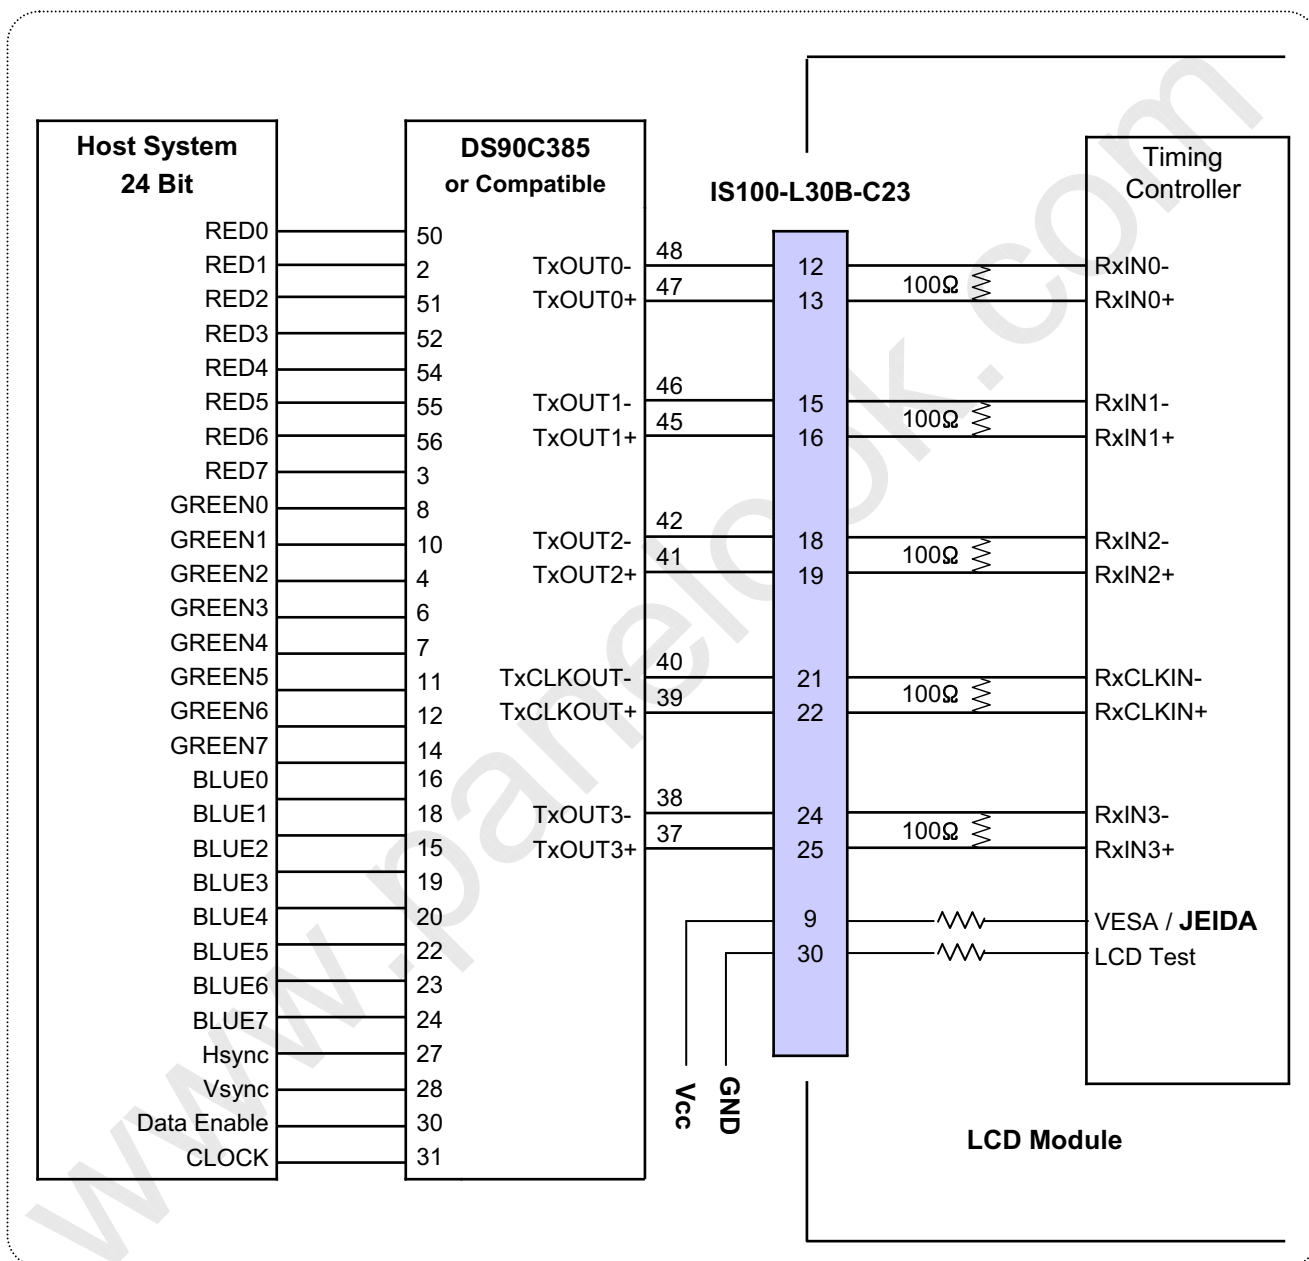 Host System
24 Bit
RED0
RED1
RED2
RED3
RED4
RED5
RED6
RED7
GREEN0
GREEN1
GREEN2
GREEN3
GREEN4
GREEN5
GREEN6
GREEN7
BLUE0
BLUE1
BLUE2
BLUE3
BLUE4
BLUE5
BLUE6
BLUE7
Hsync
Vsync
Data Enable
CLOCK
DS90C385
or Compatible
50
2
51
52
54
55
56
3
8
10
4
6
7
11
12
14
16
18
15
19
20
22
23
24
27
28
30
31
TxOUT0-
TxOUT0+
TxOUT1-
TxOUT1+
TxOUT2-
TxOUT2+
TxCLKOUT-
TxCLKOUT+
TxOUT3-
TxOUT3+
48
47
46
45
42
41
40
39
38
37
Vcc
GND
IS100-L30B-C23
12
13
15
16
18
19
21
22
24
25
9
30
100Ω
100Ω
100Ω
100Ω
100Ω
Timing
Controller
RxIN0-
RxIN0+
RxIN1-
RxIN1+
RxIN2-
RxIN2+
RxCLKIN-
RxCLKIN+
RxIN3-
RxIN3+
VESA / JEIDA
LCD Test
LCD Module
www.panelook.com